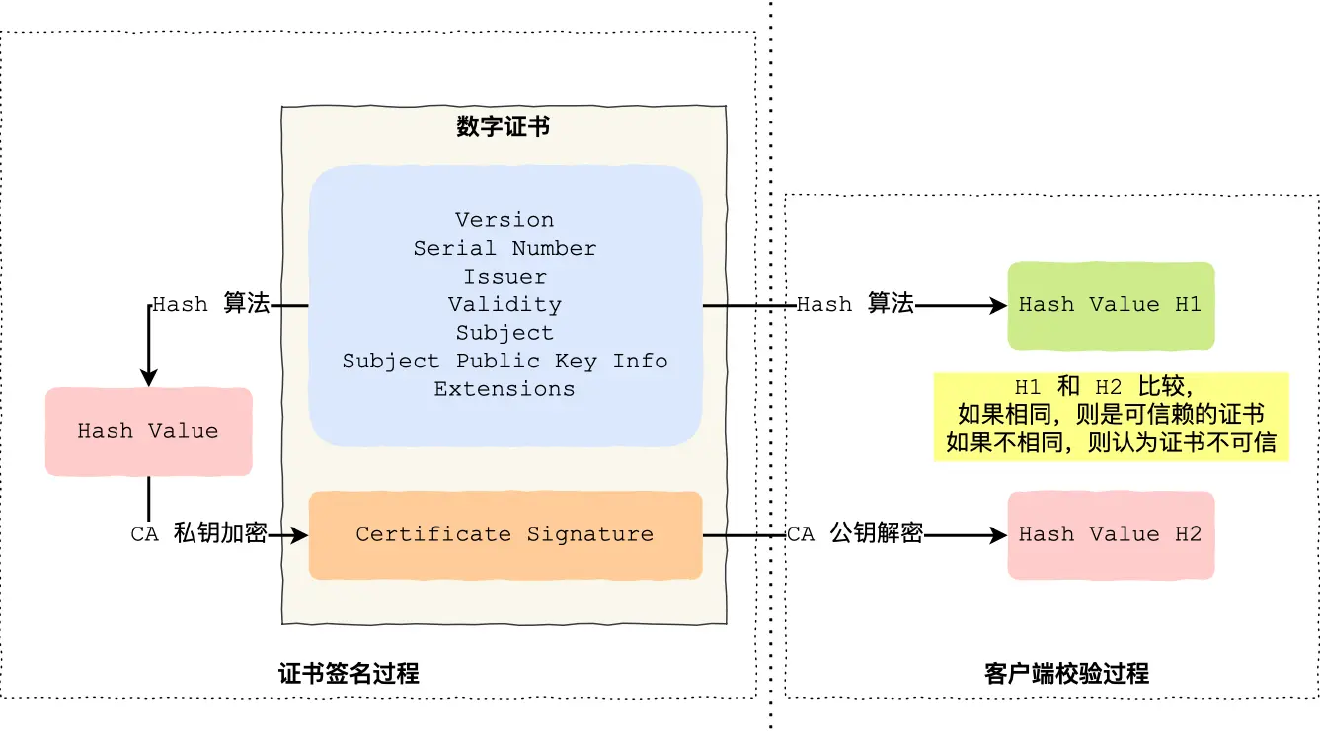 数字证书
Version
Serial Number
Issuer
Validity
Subject
Subject Public Key Info
Extensions
Hash 算法
Hash Value
CA 私钥加密
Certificate Signature
证书签名过程
Hash 算法
Hash Value H1
H1 和 H2 比较，
如果相同，则是可信赖的证书
如果不相同，则认为证书不可信
CA 公钥解密
Hash Value H2
客户端校验过程